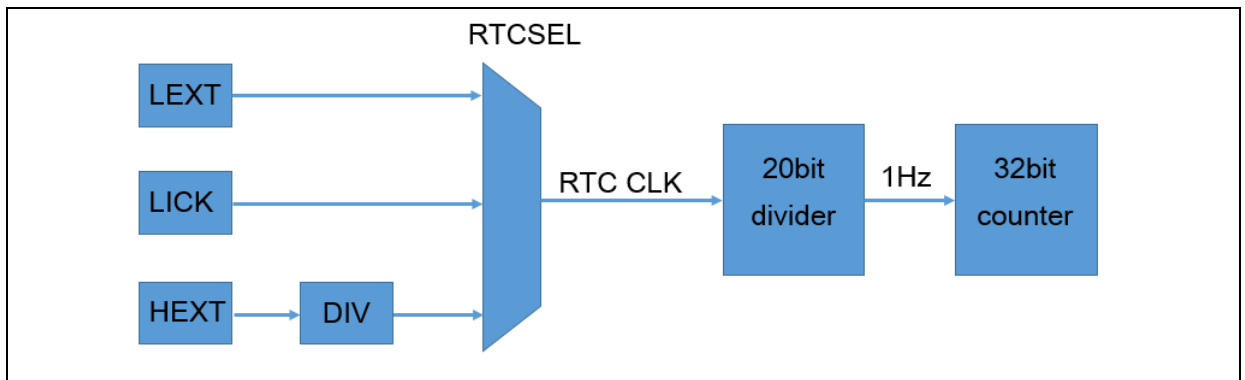 RTCSEL
LEXT
LICK
HEXT
DIV
RTC CLK
20bit
divider
1Hz
32bit
counter